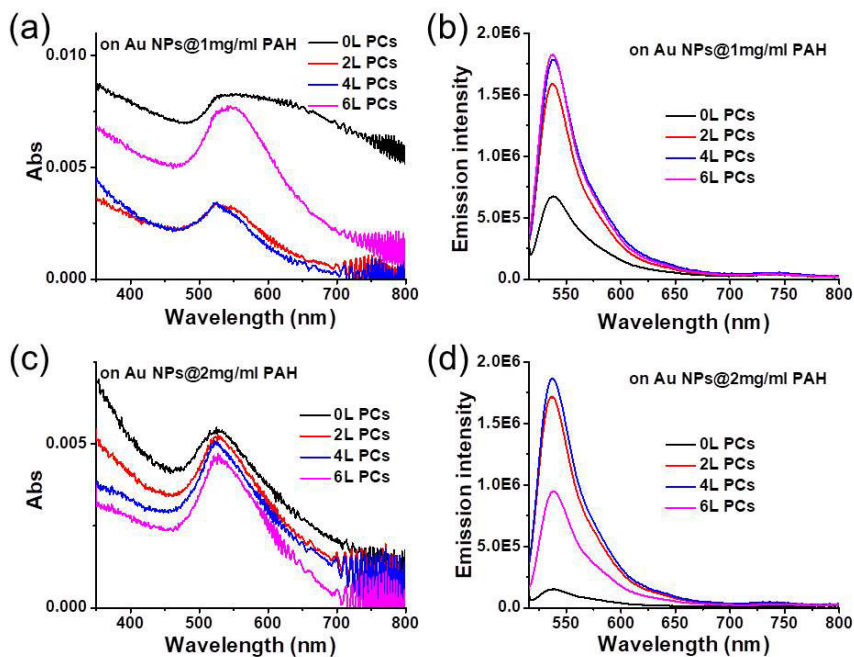 (a)
on Au NPs@1mg/ml PAH
0L PCs
2L PCs
4L PCs
6L PCs
0.010
0.005
0.000
Abs
400
500
600
700
800
Wavelength (nm)
(b)
on Au NPs@1mg/ml PAH
0L PCs
2L PCs
4L PCs
6L PCs
2.0E6
1.5E6
1.0E6
5.0E5
0.0
Emission intensity
550
600
650
700
750
800
Wavelength (nm)
(c)
on Au NPs@2mg/ml PAH
0L PCs
2L PCs
4L PCs
6L PCs
0.005
0.000
Abs
400
500
600
700
800
Wavelength (nm)
(d)
on Au NPs@2mg/ml PAH
0L PCs
2L PCs
4L PCs
6L PCs
2.0E6
1.5E6
1.0E6
5.0E5
0.0
Emission intensity
550
600
650
700
750
800
Wavelength (nm)